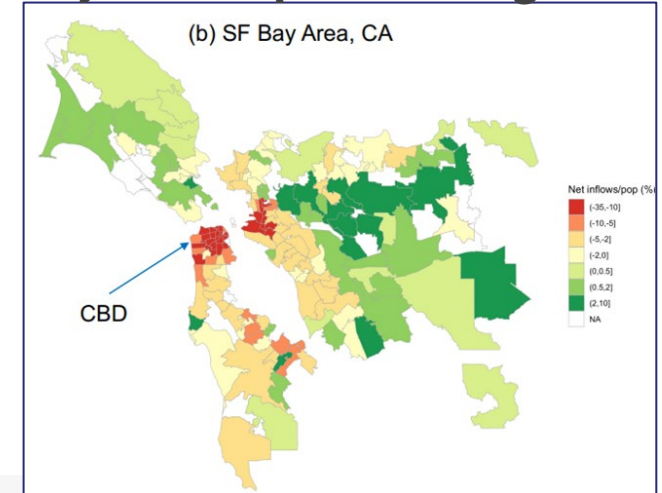 (b) SF Bay Area, CA
Net inflows/pop (%)
(-35,-10]
(-10,-5]
(-5,-2]
(-2,0]
(0,0.5]
(0.5,2]
(2,10]
NA
CBD